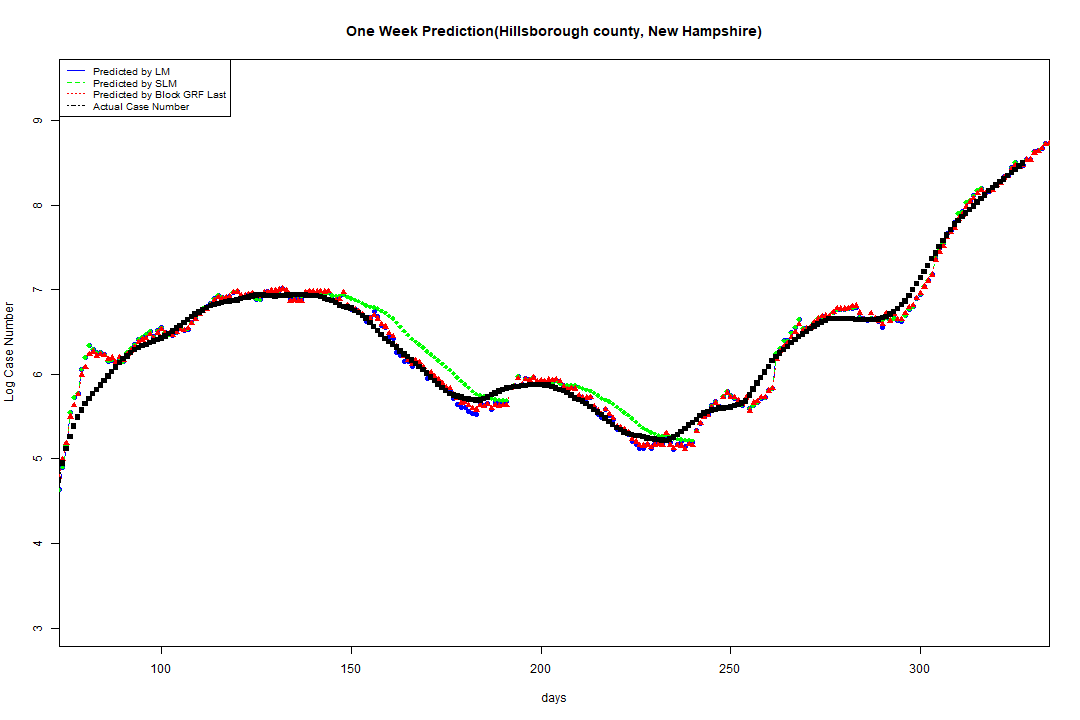 One Week Prediction(Hillsborough county, New Hampshire)
Predicted by LM
Predicted by SLM
Predicted by Block GRF Last
Actual Case Number
9
8
7
6
5
4
3
Log Case Number
100 150 200 250 300
days